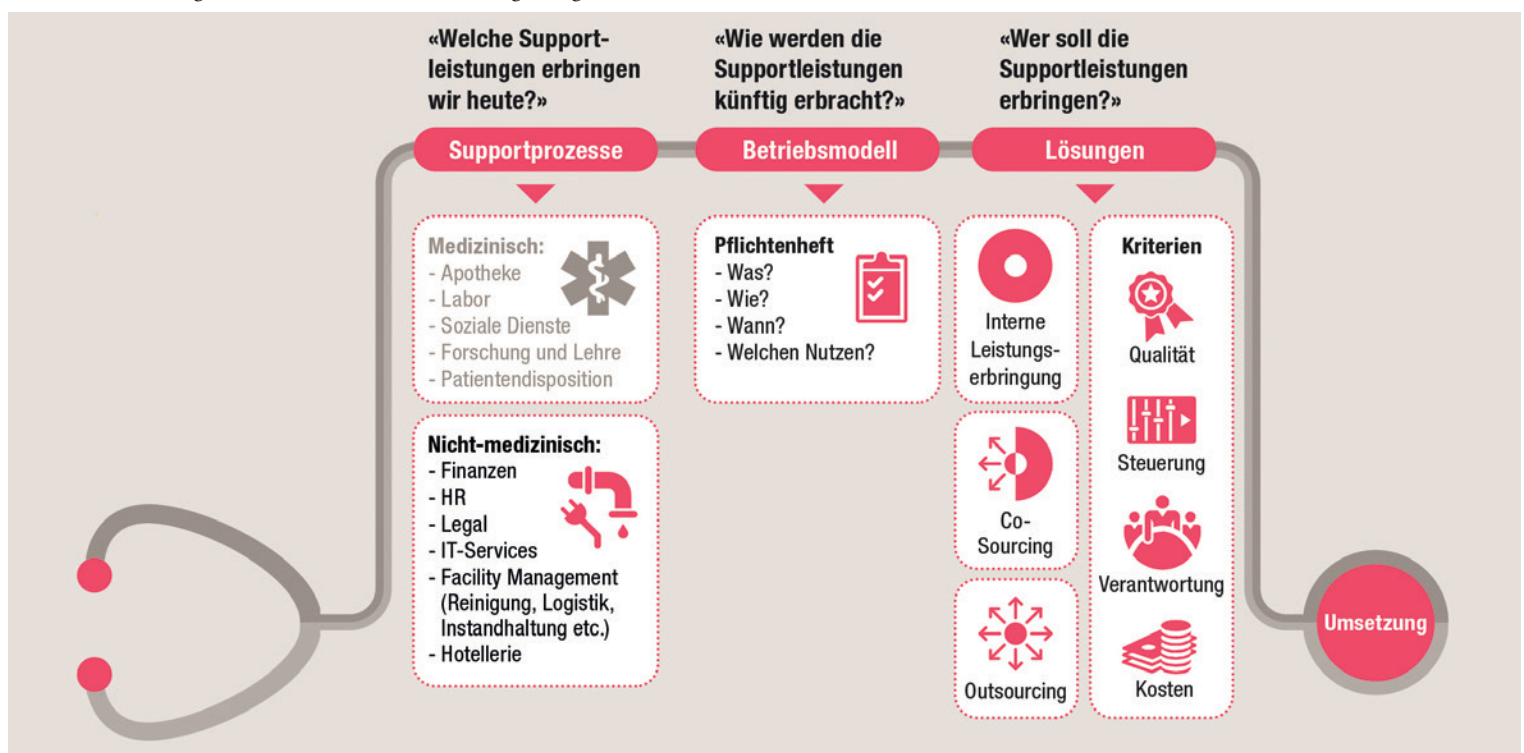 «Welche Support-
leistungen erbringen
wir heute?»
Supportprozesse
Medizinisch:
- Apotheke
- Labor
- Soziale Dienste
- Forschung und Lehre
- Patientendisposition
Nicht-medizinisch:
- Finanzen
- HR
- Legal
- IT-Services
- Facility Management
(Reinigung, Logistik,
Instandhaltung etc.)
- Hotellerie
«Wie werden die
Supportleistungen
künftig erbracht?»
Betriebsmodell
Pflichtenheft
- Was?
- Wie?
- Wann?
- Welchen Nutzen?
«Wer soll die
Supportleistungen
erbringen?»
Lösungen
Interne
Leistungs-
erbringung
Co-
Sourcing
Outsourcing
Kriterien
Qualität
Steuerung
Verantwortung
Kosten
Umsetzung